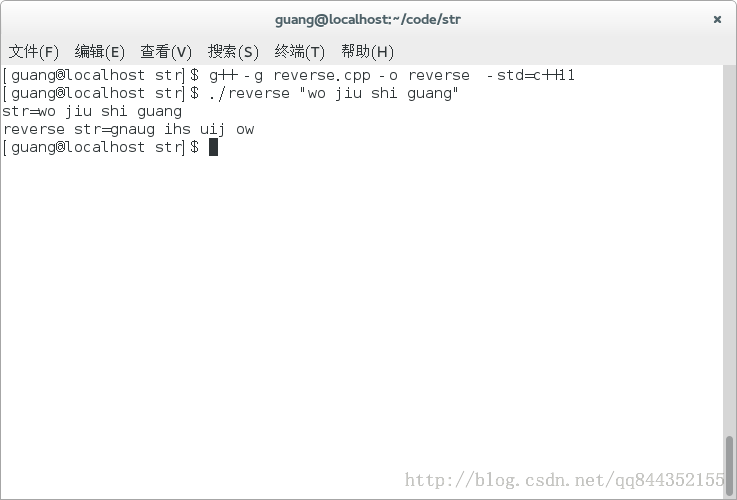 guang@localhost:~/code/str
文件(F) 编辑(E) 查看(V) 搜索(S) 终端(T) 帮助(H)
[guang@localhost str]$ g++ -g reverse.cpp -o reverse  -std=c++11
[guang@localhost str]$ ./reverse "wo jiu shi guang"
str=wo jiu shi guang
reverse str=gnaug ihs uij ow
[guang@localhost str]$
http://blog.csdn.net/qq844352155